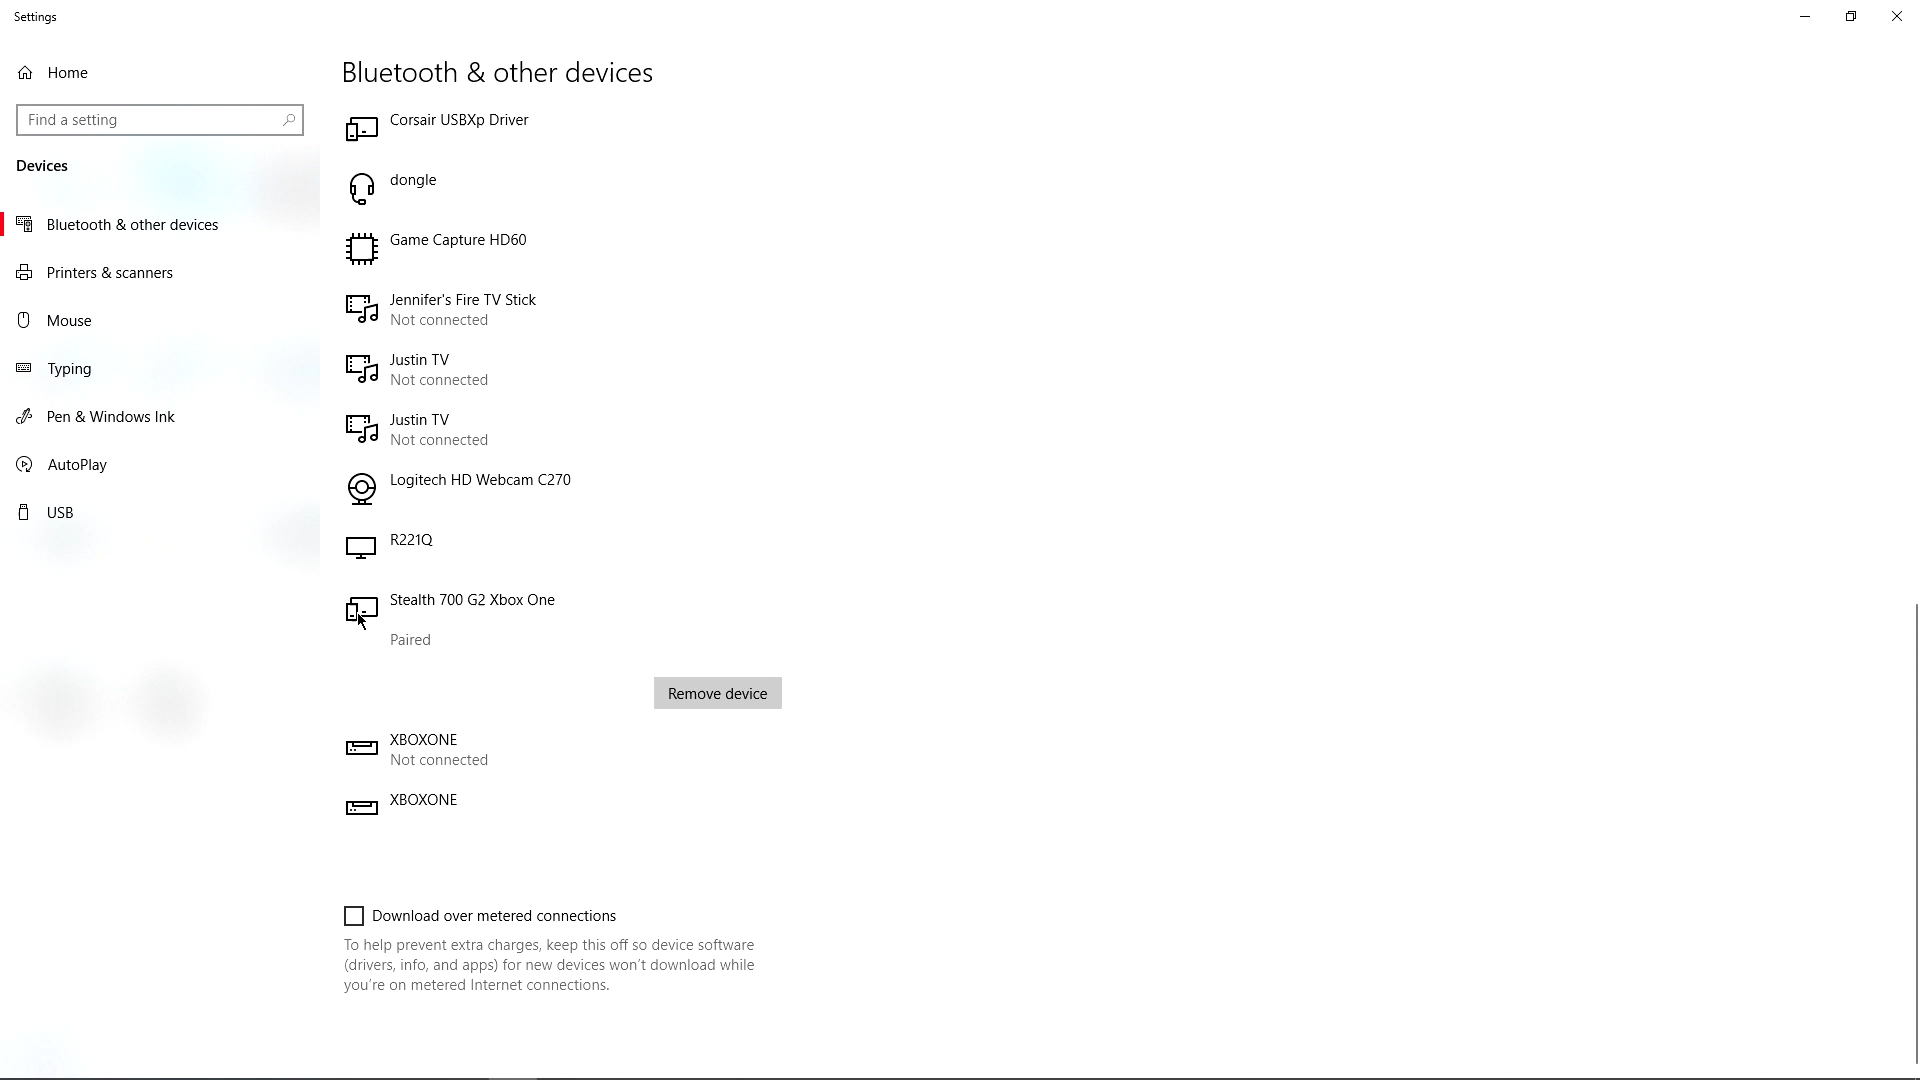 Settings
Home
Find a setting
Devices
Bluetooth & other devices
Printers & scanners
Mouse
Typing
Pen & Windows Ink
AutoPlay
USB
Bluetooth & other devices
Corsair USBXp Driver
dongle
Game Capture HD60
Jennifer's Fire TV Stick
Not connected
Justin TV
Not connected
Justin TV
Not connected
Logitech HD Webcam C270
R221Q
Stealth 700 G2 Xbox One
Paired
Remove device
XBOXONE
Not connected
XBOXONE
Download over metered connections
To help prevent extra charges, keep this off so device software
(drivers, info, and apps) for new devices won't download while
you're on metered Internet connections.